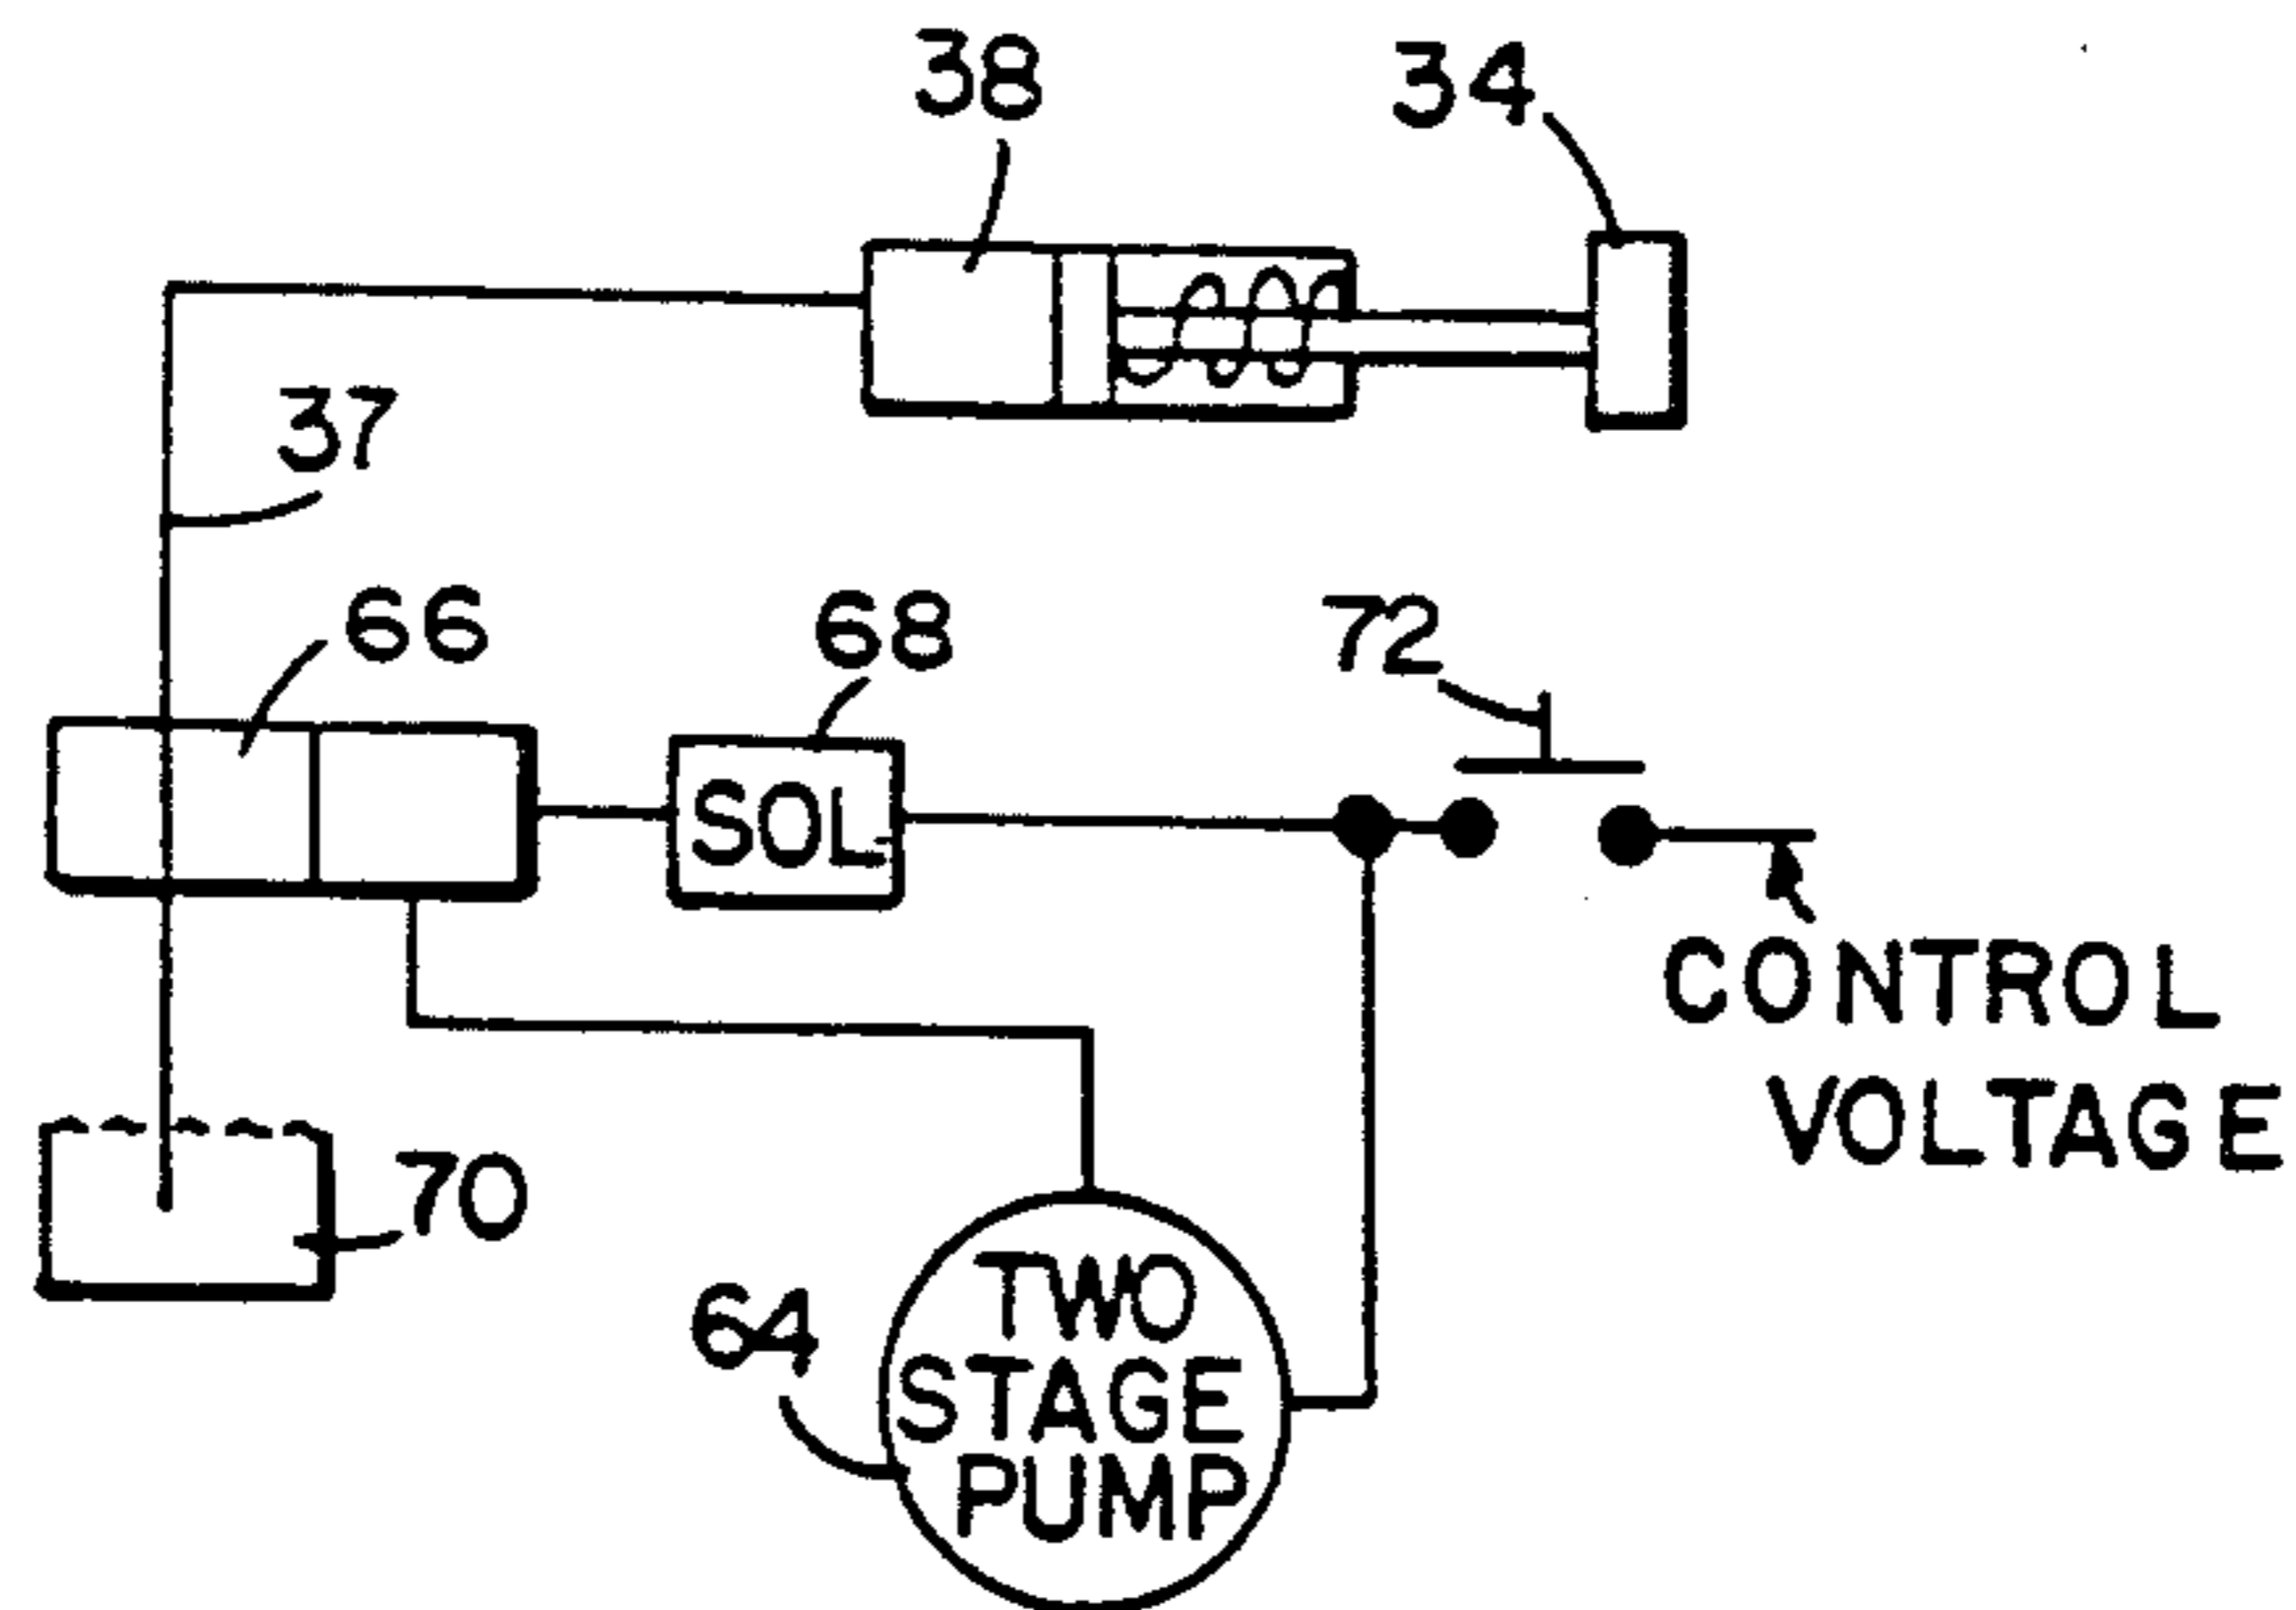 38
34
37
66
68
72
SOL
CONTROL
VOLTAGE
70
64
TWO
STAGE
PUMP